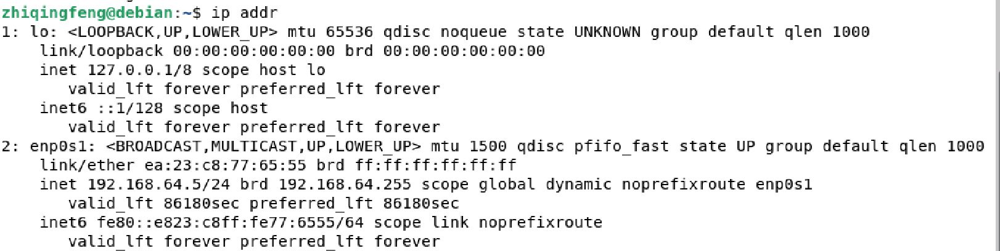 zhiqingfeng@debian:~$ ip addr
1: lo: <LOOPBACK,UP,LOWER_UP> mtu 65536 qdisc noqueue state UNKNOWN group default qlen 1000
    link/loopback 00:00:00:00:00:00 brd 00:00:00:00:00:00
    inet 127.0.0.1/8 scope host lo
       valid_lft forever preferred_lft forever
    inet6 ::1/128 scope host
       valid_lft forever preferred_lft forever
2: enp0s1: <BROADCAST,MULTICAST,UP,LOWER_UP> mtu 1500 qdisc pfifo_fast state UP group default qlen 1000
    link/ether ea:23:c8:77:65:55 brd ff:ff:ff:ff:ff:ff
    inet 192.168.64.5/24 brd 192.168.64.255 scope global dynamic noprefixroute enp0s1
       valid_lft 86180sec preferred_lft 86180sec
    inet6 fe80::e823:c8ff:fe77:6555/64 scope link noprefixroute
       valid_lft forever preferred_lft forever